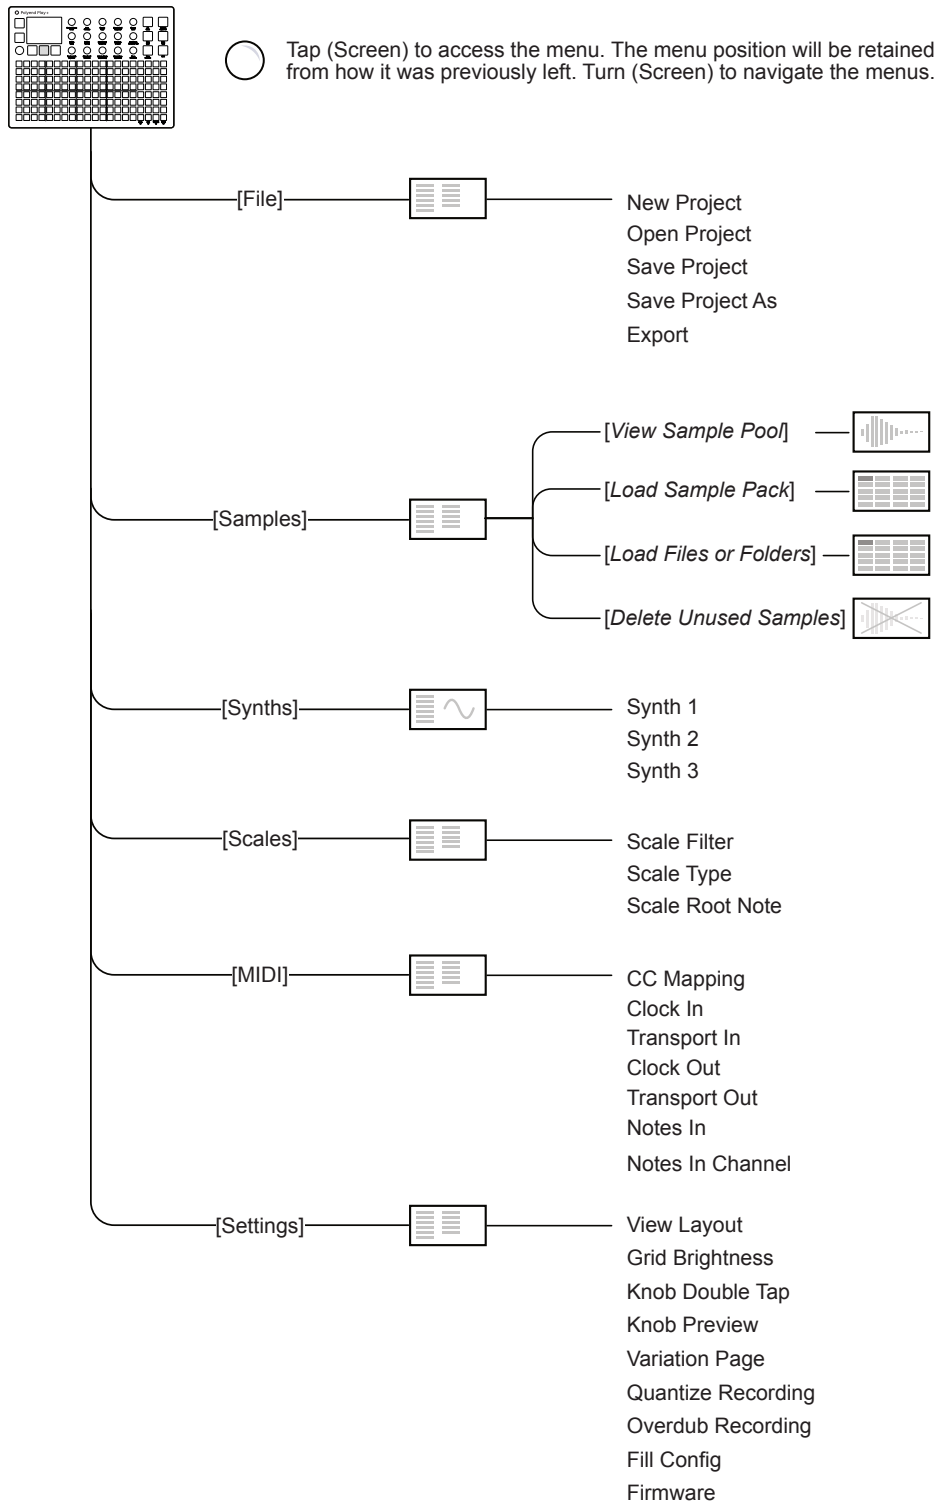 Polyend Play+
Tap (Screen) to access the menu. The menu position will be retained
from how it was previously left. Turn (Screen) to navigate the menus.
[File]
New Project
Open Project
Save Project
Save Project As
Export
[Samples]
[View Sample Pool]
[Load Sample Pack]
[Load Files or Folders]
[Delete Unused Samples]
[Synths]
Synth 1
Synth 2
Synth 3
[Scales]
Scale Filter
Scale Type
Scale Root Note
[MIDI]
CC Mapping
Clock In
Transport In
Clock Out
Transport Out
Notes In
Notes In Channel
[Settings]
View Layout
Grid Brightness
Knob Double Tap
Knob Preview
Variation Page
Quantize Recording
Overdub Recording
Fill Config
Firmware